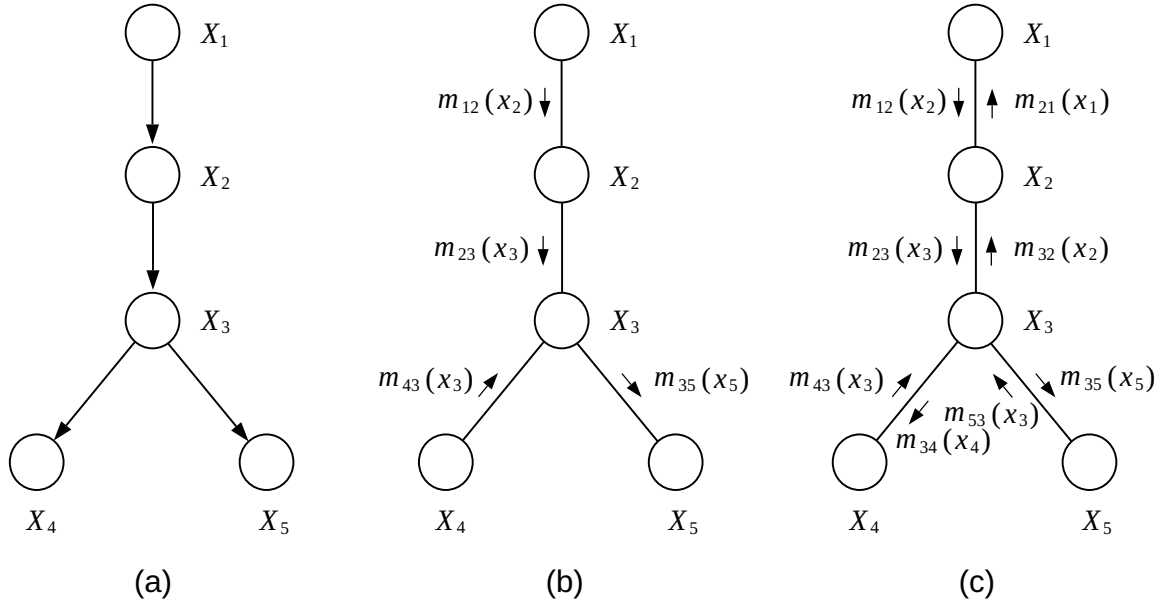 X1 X1 X1
m12(x2) m12(x2) m21(x1)
X2 X2 X2
m23(x3) m23(x3) m32(x2)
X3 X3 X3
m43(x3) m35(x5) m43(x3) m35(x5)
m53(x3)
m34(x4)
X4 X5 X4 X5 X4 X5
(a) (b) (c)